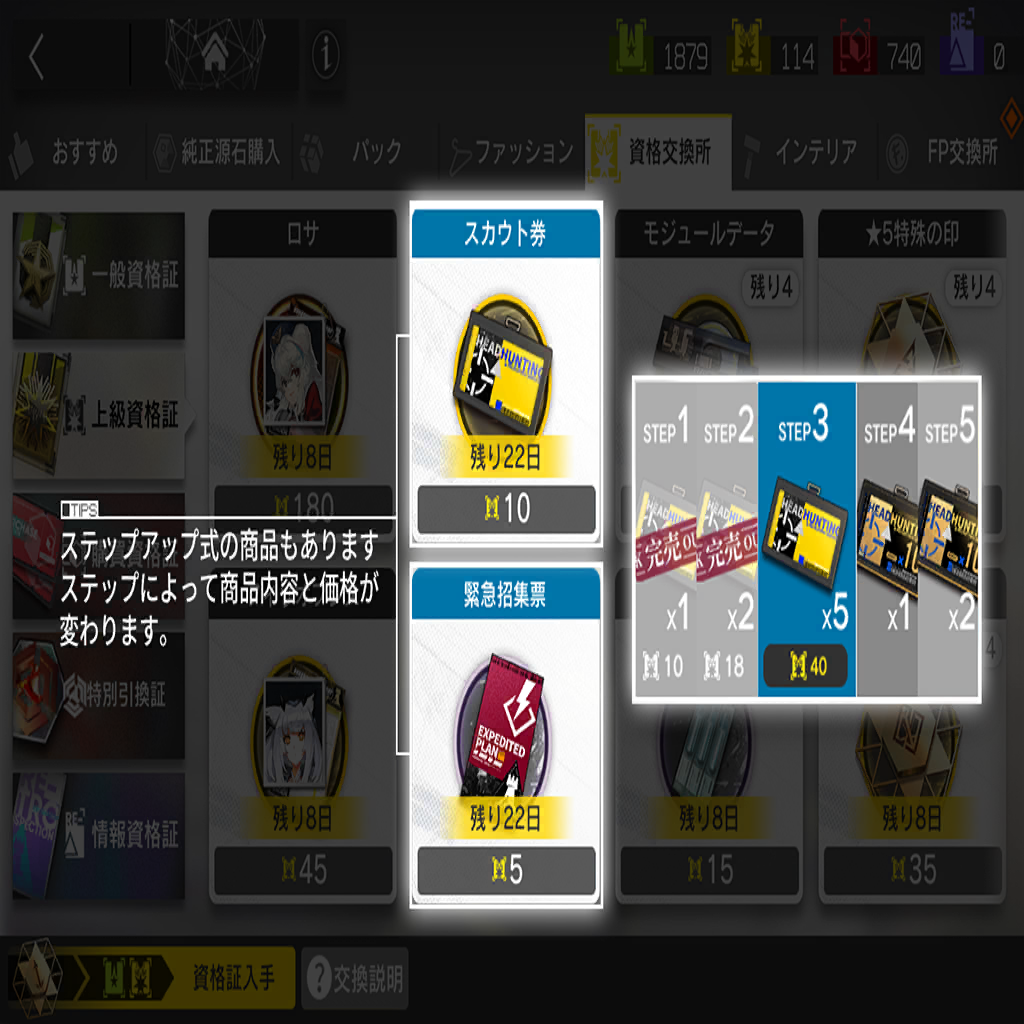 1879 114 740 RE- 0
おすすめ 純正源石購入 パック ファッション 資格交換所 インテリア FP交換所
ロサ スカウト券 モジュールデータ ★5特殊の印
一般資格証
残り4 残り4
HEADHUNTING
上級資格証
残り8日 残り22日
180 10
STEP1 STEP2 STEP3 STEP4 STEP5
HEADHUNTING
完売 完売
x1 x2 x5 x1 x2
10 18 40
TIPS
ステップアップ式の商品もあります
ステップによって商品内容と価格が
変わります。
緊急招集票
特別引換証
EXPEDITED
PLAN
残り8日 残り22日 残り8日 残り8日
RE- 情報資格証
45 5 15 35
資格証入手 ?交換説明